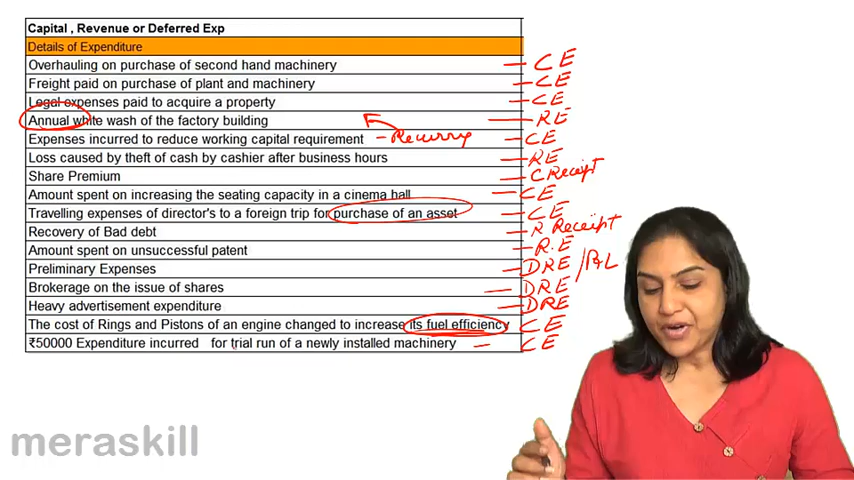 Capital , Revenue or Deferred Exp
Details of Expenditure
Overhauling on purchase of second hand machinery — CE
Freight paid on purchase of plant and machinery — CE
Legal expenses paid to acquire a property — CE
Annual white wash of the factory building — RE
Expenses incurred to reduce working capital requirement - Recurring — CE
Loss caused by theft of cash by cashier after business hours — RE
Share Premium — C Receipt
Amount spent on increasing the seating capacity in a cinema hall — CE
Travelling expenses of director's to a foreign trip for purchase of an asset — CE
Recovery of Bad debt — R Receipt
Amount spent on unsuccessful patent — R.E
Preliminary Expenses — DRE / P&L
Brokerage on the issue of shares — DRE
Heavy advertisement expenditure — DRE
The cost of Rings and Pistons of an engine changed to increase its fuel efficiency CE
₹50000 Expenditure incurred for trial run of a newly installed machinery — CE
meraskill